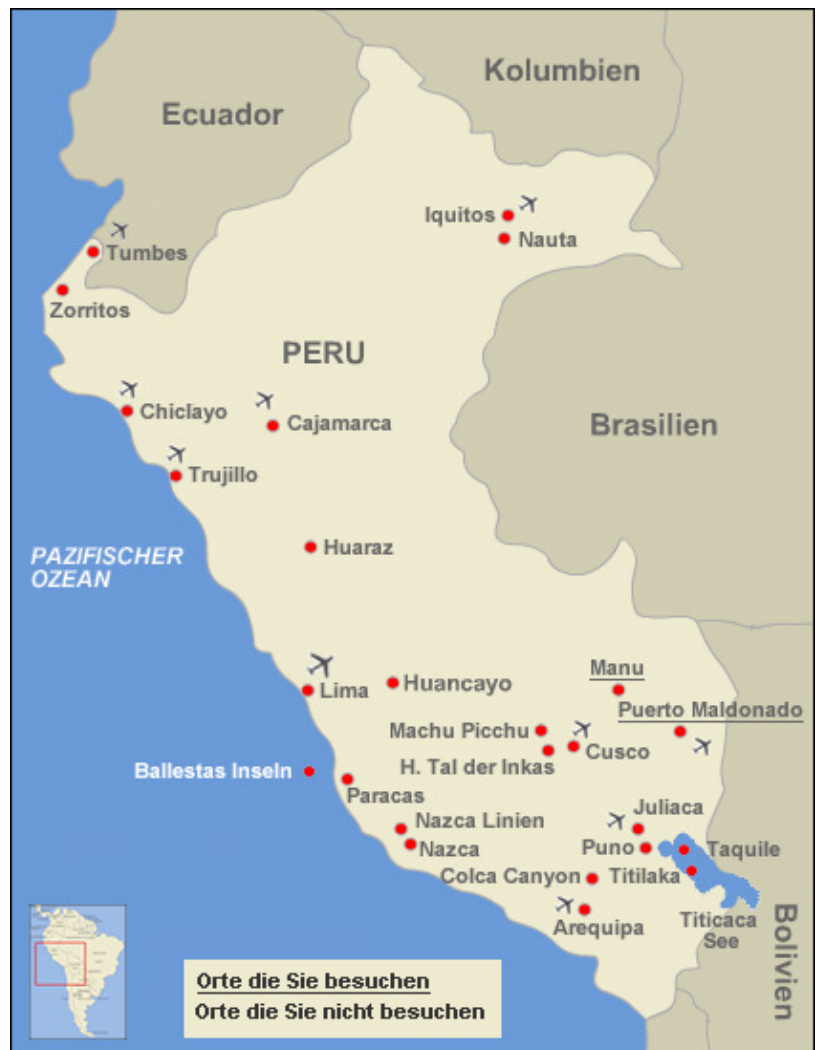 Kolumbien
Ecuador
Iquitos
Nauta
Tumbes
Zorritos
PERU
Chiclayo
Cajamarca
Brasilien
Trujillo
Huaraz
PAZIFISCHER
OZEAN
Manu
Huancayo
Lima
Puerto Maldonado
Machu Picchu
Cusco
H. Tal der Inkas
Ballestas Inseln
Paracas
Juliaca
Nazca Linien
Puno
Taquile
Nazca
Colca Canyon
Titilaka
Arequipa
Titicaca
See
Bolivien
Orte die Sie besuchen
Orte die Sie nicht besuchen